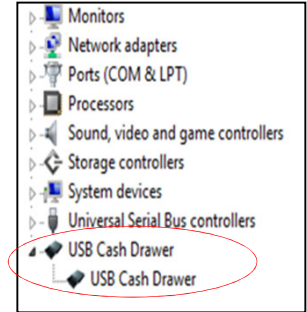 Monitors
Network adapters
Ports (COM & LPT)
Processors
Sound, video and game controllers
Storage controllers
System devices
Universal Serial Bus controllers
USB Cash Drawer
USB Cash Drawer